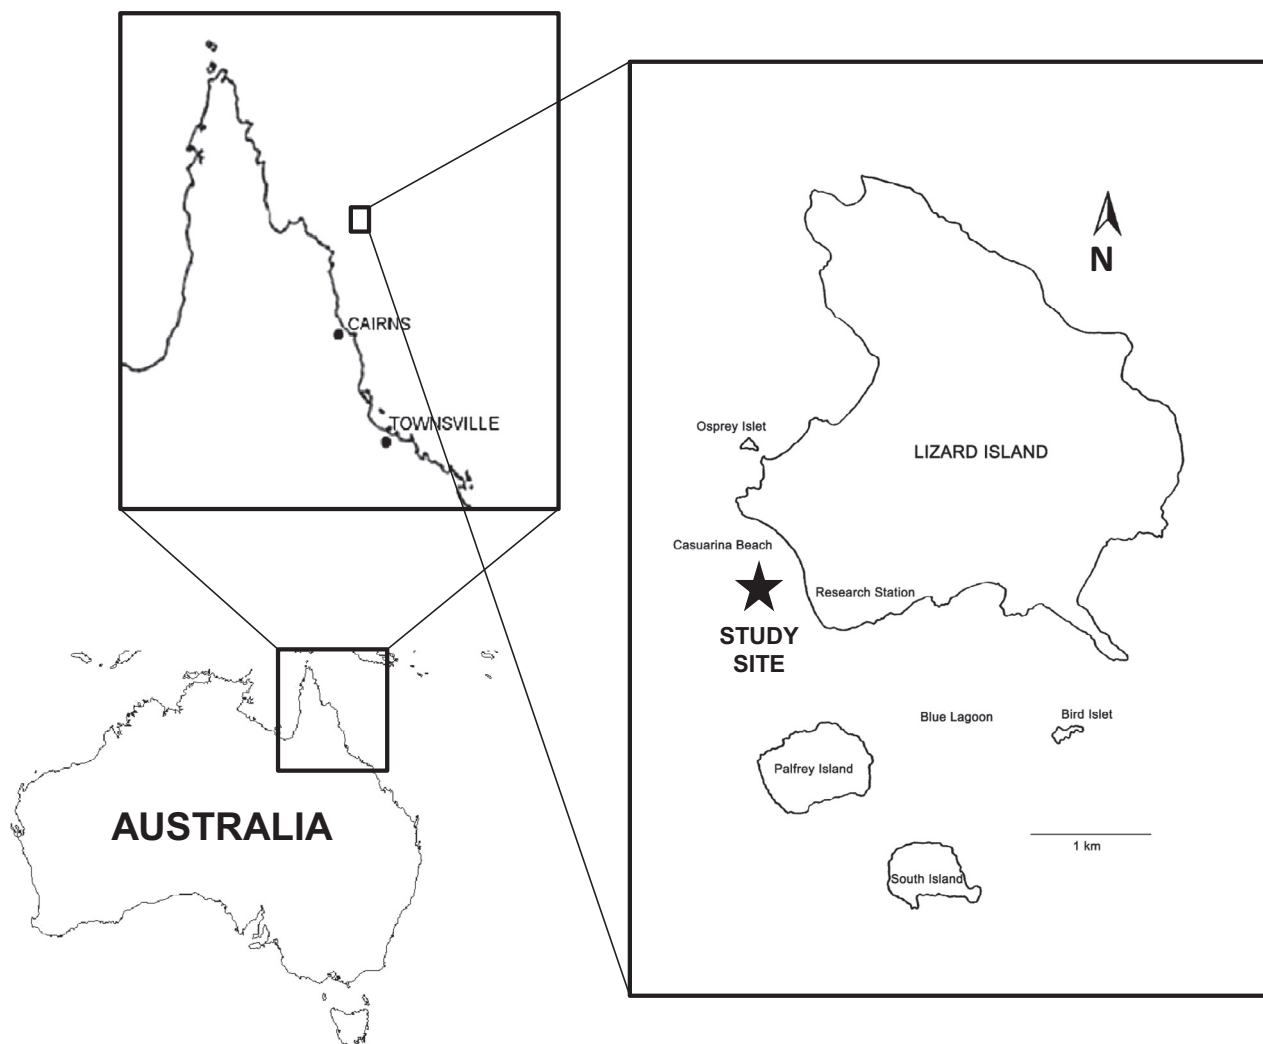 CAIRNS
TOWNSVILLE
AUSTRALIA
N
Osprey Islet
LIZARD ISLAND
Casuarina Beach
Research Station
STUDY
SITE
Blue Lagoon
Bird Islet
Palfrey Island
1 km
South Island